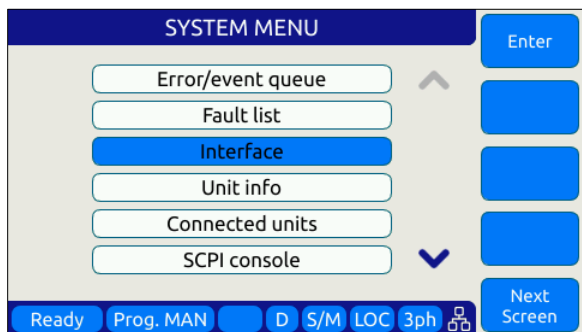 SYSTEM MENU
Enter
Error/event queue
Fault list
Interface
Unit info
Connected units
SCPI console
Next
Screen
Ready Prog. MAN D S/M LOC 3ph